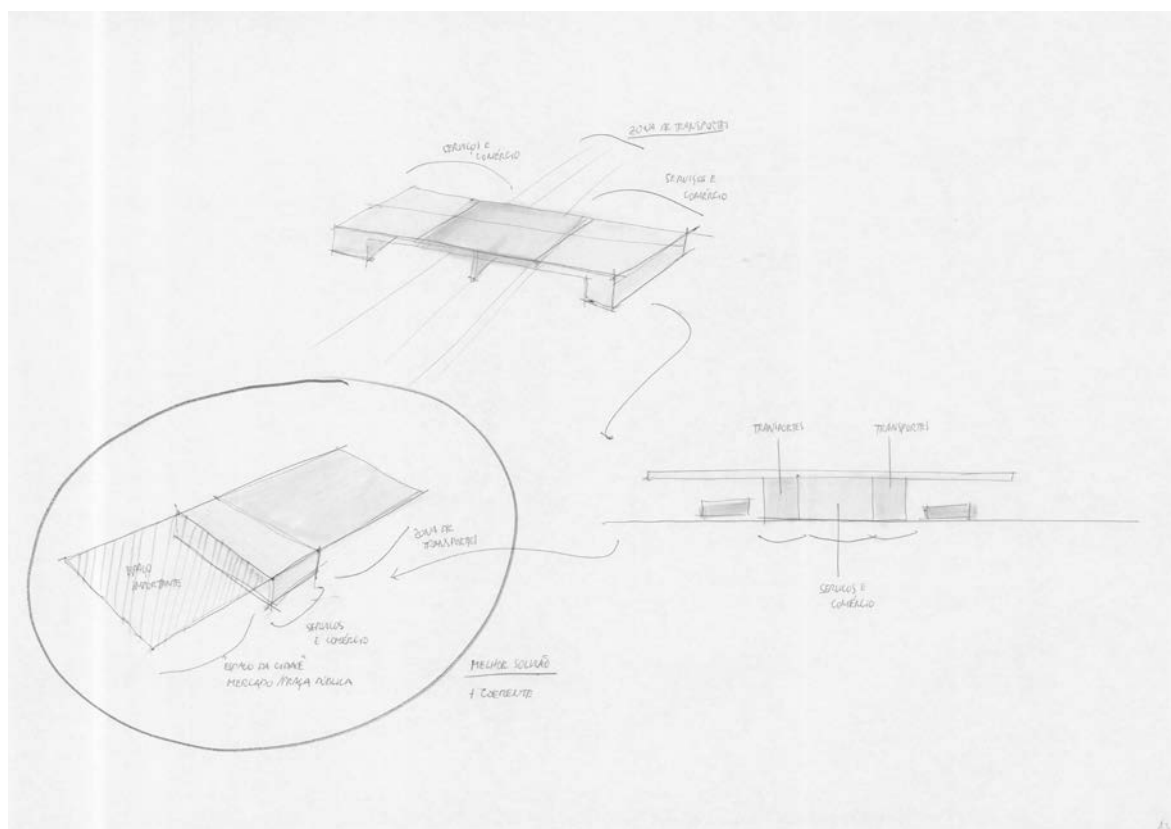 ZONA DE TRANSPORTES
SERVIÇOS E
COMÉRCIO
SERVIÇOS E
COMÉRCIO
TRANSPORTES
TRANSPORTES
SERVIÇOS E
COMÉRCIO
ZONA DE
TRANSPORTES
ESPAÇO
IMPORTANTE
SERVIÇOS
E COMÉRCIO
"ESPAÇO DA CIDADE"
MERCADO / PRAÇA PÚBLICA
MELHOR SOLUÇÃO
+ COERENTE